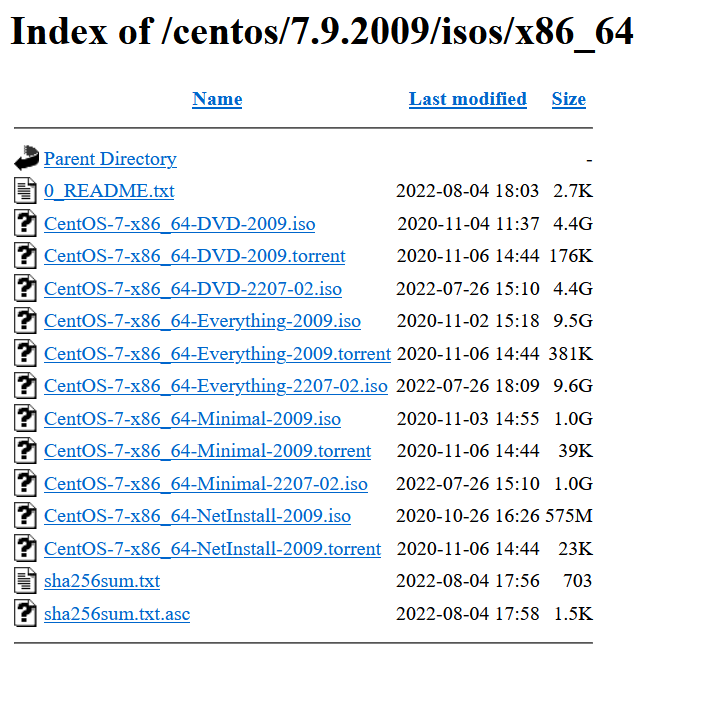 Index of /centos/7.9.2009/isos/x86_64
Name Last modified Size
Parent Directory -
0_README.txt 2022-08-04 18:03 2.7K
CentOS-7-x86_64-DVD-2009.iso 2020-11-04 11:37 4.4G
CentOS-7-x86_64-DVD-2009.torrent 2020-11-06 14:44 176K
CentOS-7-x86_64-DVD-2207-02.iso 2022-07-26 15:10 4.4G
CentOS-7-x86_64-Everything-2009.iso 2020-11-02 15:18 9.5G
CentOS-7-x86_64-Everything-2009.torrent 2020-11-06 14:44 381K
CentOS-7-x86_64-Everything-2207-02.iso 2022-07-26 18:09 9.6G
CentOS-7-x86_64-Minimal-2009.iso 2020-11-03 14:55 1.0G
CentOS-7-x86_64-Minimal-2009.torrent 2020-11-06 14:44 39K
CentOS-7-x86_64-Minimal-2207-02.iso 2022-07-26 15:10 1.0G
CentOS-7-x86_64-NetInstall-2009.iso 2020-10-26 16:26 575M
CentOS-7-x86_64-NetInstall-2009.torrent 2020-11-06 14:44 23K
sha256sum.txt 2022-08-04 17:56 703
sha256sum.txt.asc 2022-08-04 17:58 1.5K